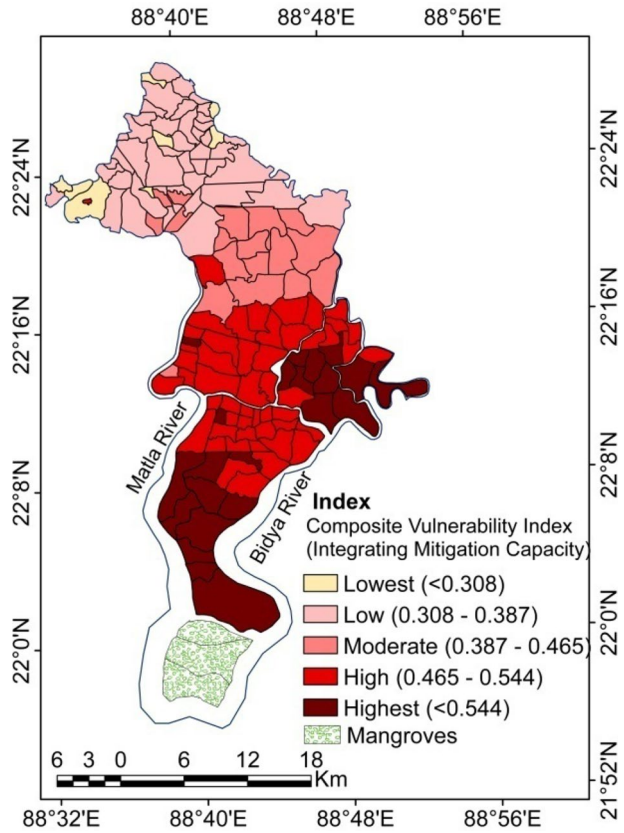 88°40'E 88°48'E 88°56'E
22°24'N
22°24'N
22°16'N
22°16'N
Matla River
22°8'N
22°8'N
Bidya River
Index
Composite Vulnerability Index
(Integrating Mitigation Capacity)
Lowest (<0.308)
Low (0.308 - 0.387)
22°0'N
Moderate (0.387 - 0.465)
22°0'N
High (0.465 - 0.544)
Highest (<0.544)
Mangroves
6 3 0 6 12 18
Km
21°52'N
88°32'E 88°40'E 88°48'E 88°56'E